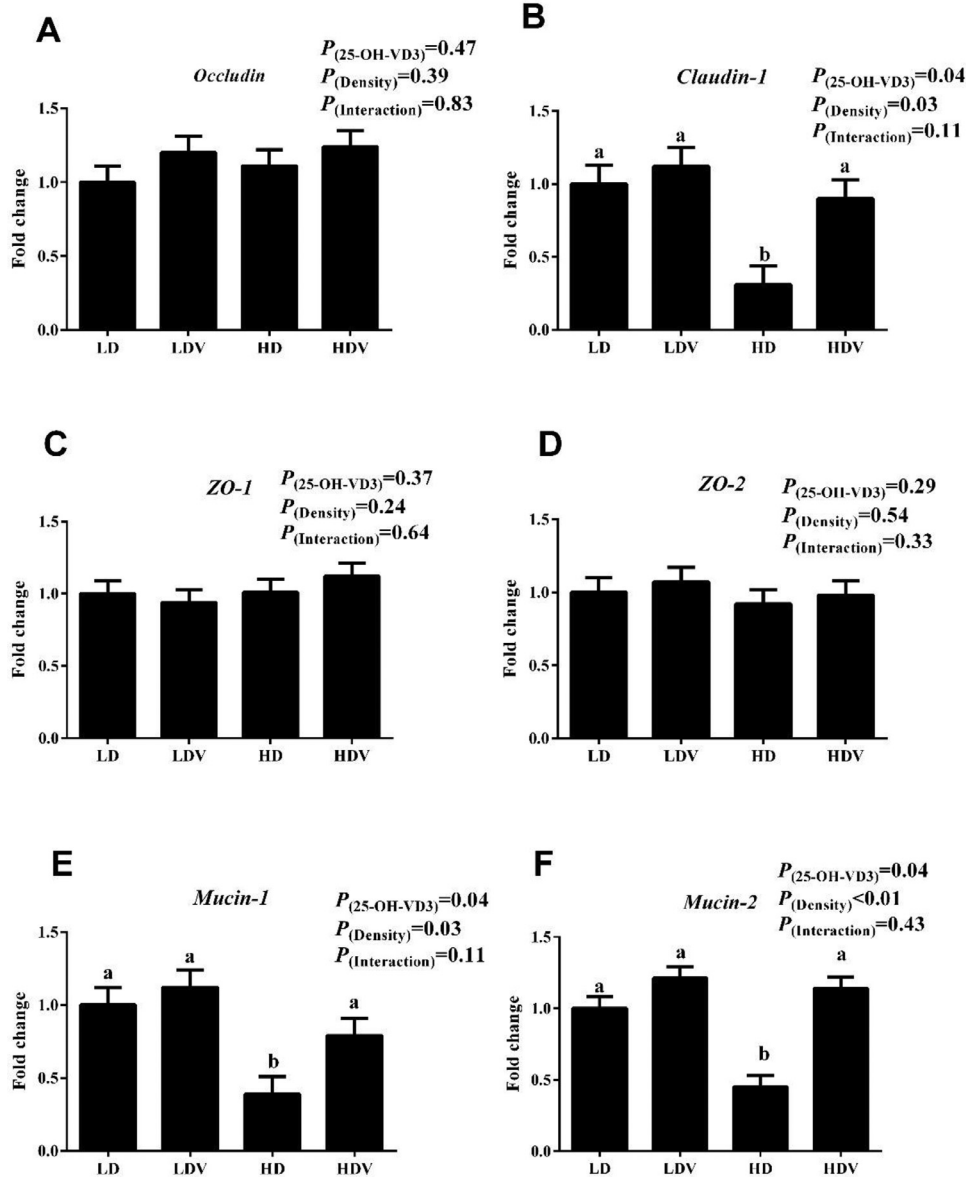 A
Occludin
P(25-OH-VD3)=0.47
P(Density)=0.39
P(Interaction)=0.83
Fold change
1.5
1.0
0.5
0.0
LD LDV HD HDV
B
Claudin-1
P(25-OH-VD3)=0.04
P(Density)=0.03
P(Interaction)=0.11
Fold change
1.5
1.0
0.5
0.0
a a b a
LD LDV HD HDV
C
ZO-1
P(25-OH-VD3)=0.37
P(Density)=0.24
P(Interaction)=0.64
Fold change
1.5
1.0
0.5
0.0
LD LDV HD HDV
D
ZO-2
P(25-OH-VD3)=0.29
P(Density)=0.54
P(Interaction)=0.33
Fold change
1.5
1.0
0.5
0.0
LD LDV HD HDV
E
Mucin-1
P(25-OH-VD3)=0.04
P(Density)=0.03
P(Interaction)=0.11
Fold change
1.5
1.0
0.5
0.0
a a b a
LD LDV HD HDV
F
Mucin-2
P(25-OH-VD3)=0.04
P(Density)<0.01
P(Interaction)=0.43
Fold change
1.5
1.0
0.5
0.0
a a b a
LD LDV HD HDV